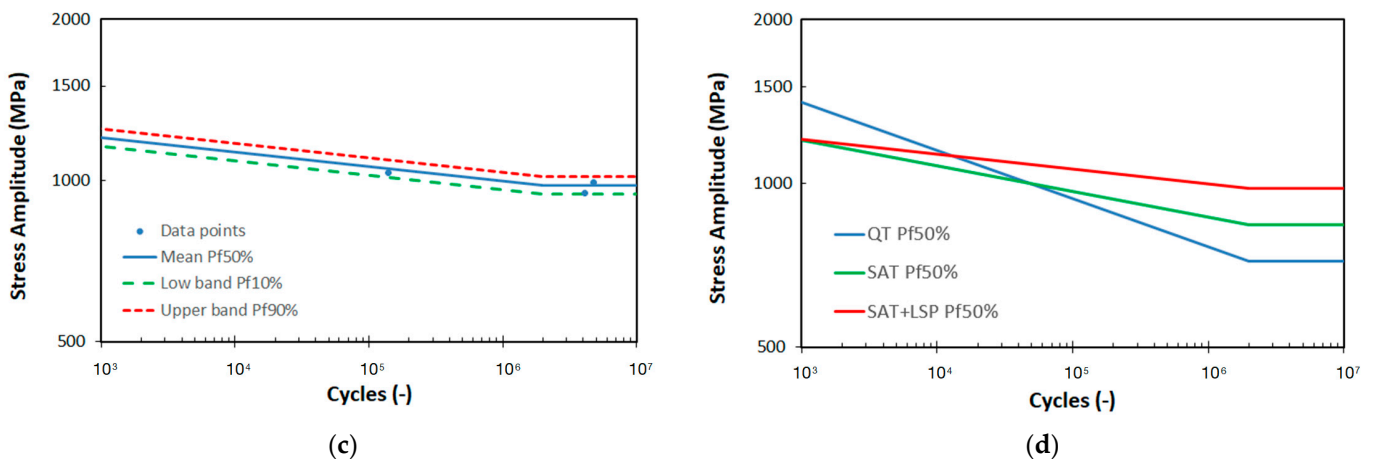 2000
1500
1000
500
Stress Amplitude (MPa)
Data points
Mean Pf50%
Low band Pf10%
Upper band Pf90%
10³ 10⁴ 10⁵ 10⁶ 10⁷
Cycles (-)
(c)
2000
1500
1000
500
Stress Amplitude (MPa)
QT Pf50%
SAT Pf50%
SAT+LSP Pf50%
10³ 10⁴ 10⁵ 10⁶ 10⁷
Cycles (-)
(d)